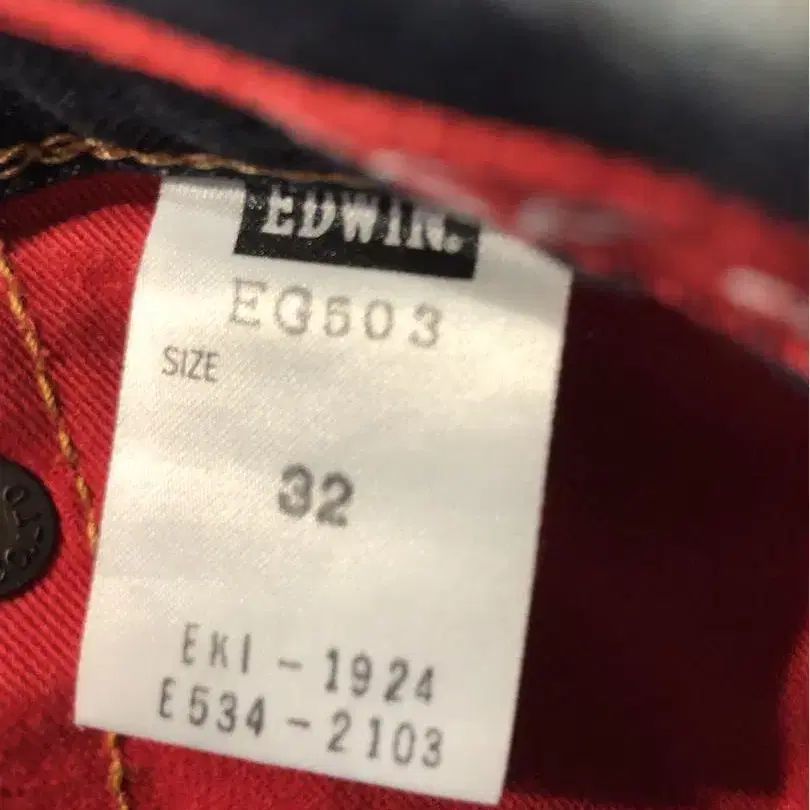 EDWIN.
EG503
SIZE
32
EKI - 1924
E534 - 2103